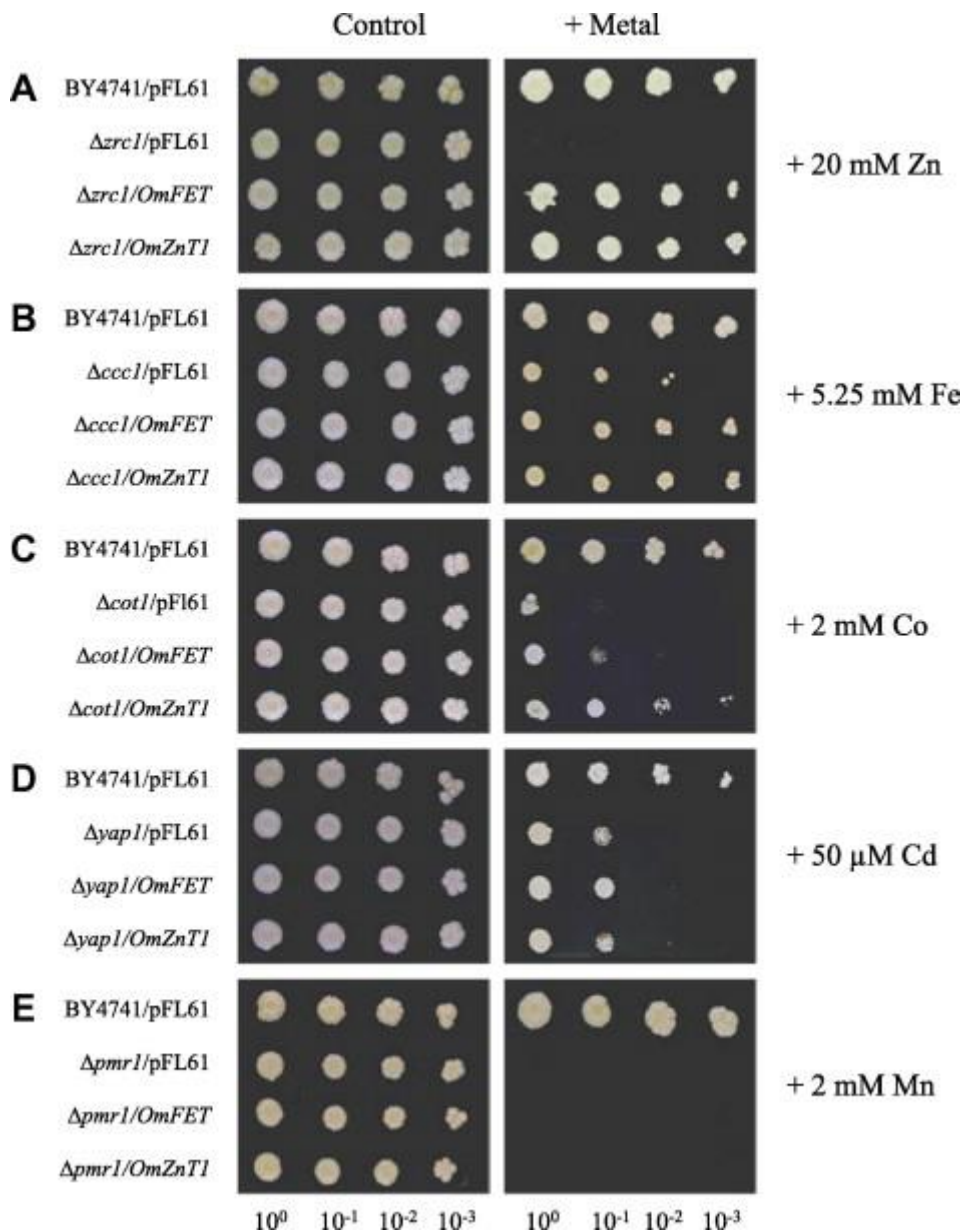 Control + Metal
A BY4741/pFL61
Δzrc1/pFL61
+ 20 mM Zn
Δzrc1/OmFET
Δzrc1/OmZnT1
B BY4741/pFL61
Δccc1/pFL61
+ 5.25 mM Fe
Δccc1/OmFET
Δccc1/OmZnT1
C BY4741/pFL61
Δcot1/pFl61
+ 2 mM Co
Δcot1/OmFET
Δcot1/OmZnT1
D BY4741/pFL61
Δyap1/pFL61
+ 50 µM Cd
Δyap1/OmFET
Δyap1/OmZnT1
E BY4741/pFL61
Δpmr1/pFL61
+ 2 mM Mn
Δpmr1/OmFET
Δpmr1/OmZnT1
10⁰ 10⁻¹ 10⁻² 10⁻³ 10⁰ 10⁻¹ 10⁻² 10⁻³